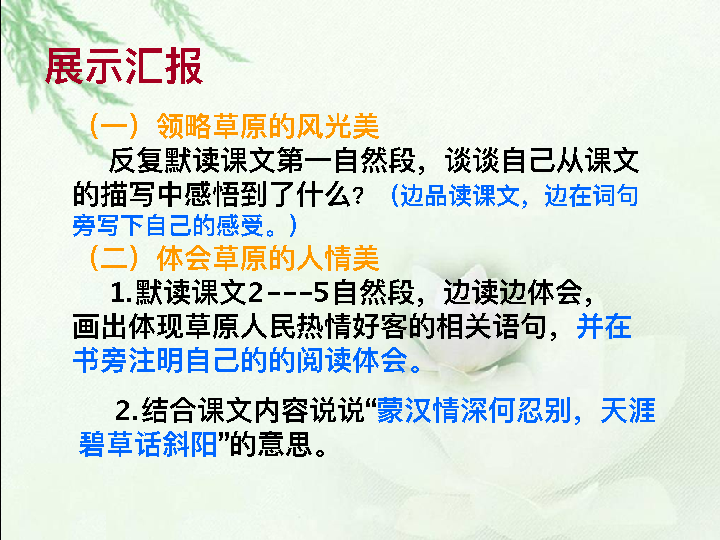 展示汇报
（一）领略草原的风光美
反复默读课文第一自然段，谈谈自己从课文
的描写中感悟到了什么？（边品读课文，边在词句
旁写下自己的感受。）
（二）体会草原的人情美
1.默读课文2---5自然段，边读边体会，
画出体现草原人民热情好客的相关语句，并在
书旁注明自己的的阅读体会。
2.结合课文内容说说“蒙汉情深何忍别，天涯
碧草话斜阳”的意思。